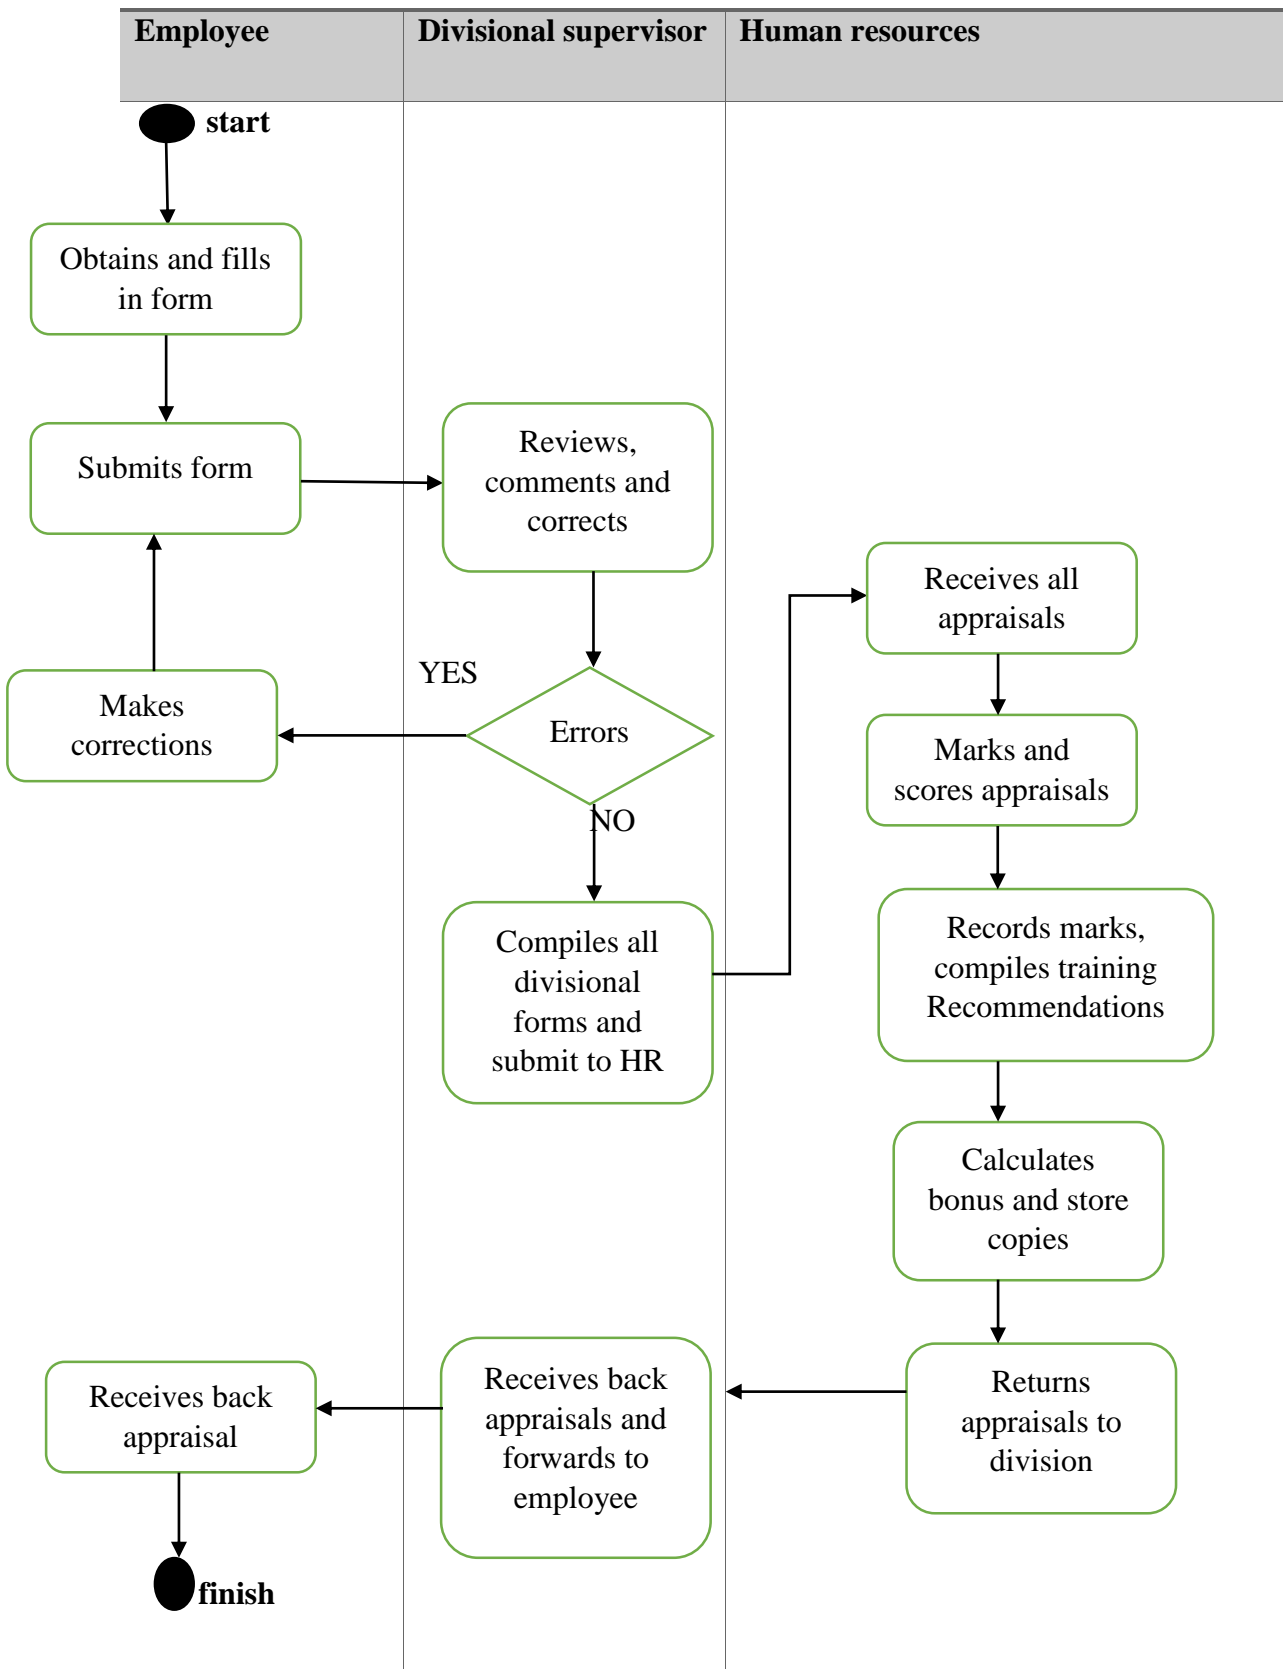 Employee
Divisional supervisor
Human resources
start
Obtains and fills
in form
Submits form
Reviews,
comments and
corrects
Receives all
appraisals
YES
Makes
corrections
Errors
Marks and
scores appraisals
NO
Compiles all
divisional
forms and
submit to HR
Records marks,
compiles training
Recommendations
Calculates
bonus and store
copies
Receives back
appraisal
Receives back
appraisals and
forwards to
employee
Returns
appraisals to
division
finish